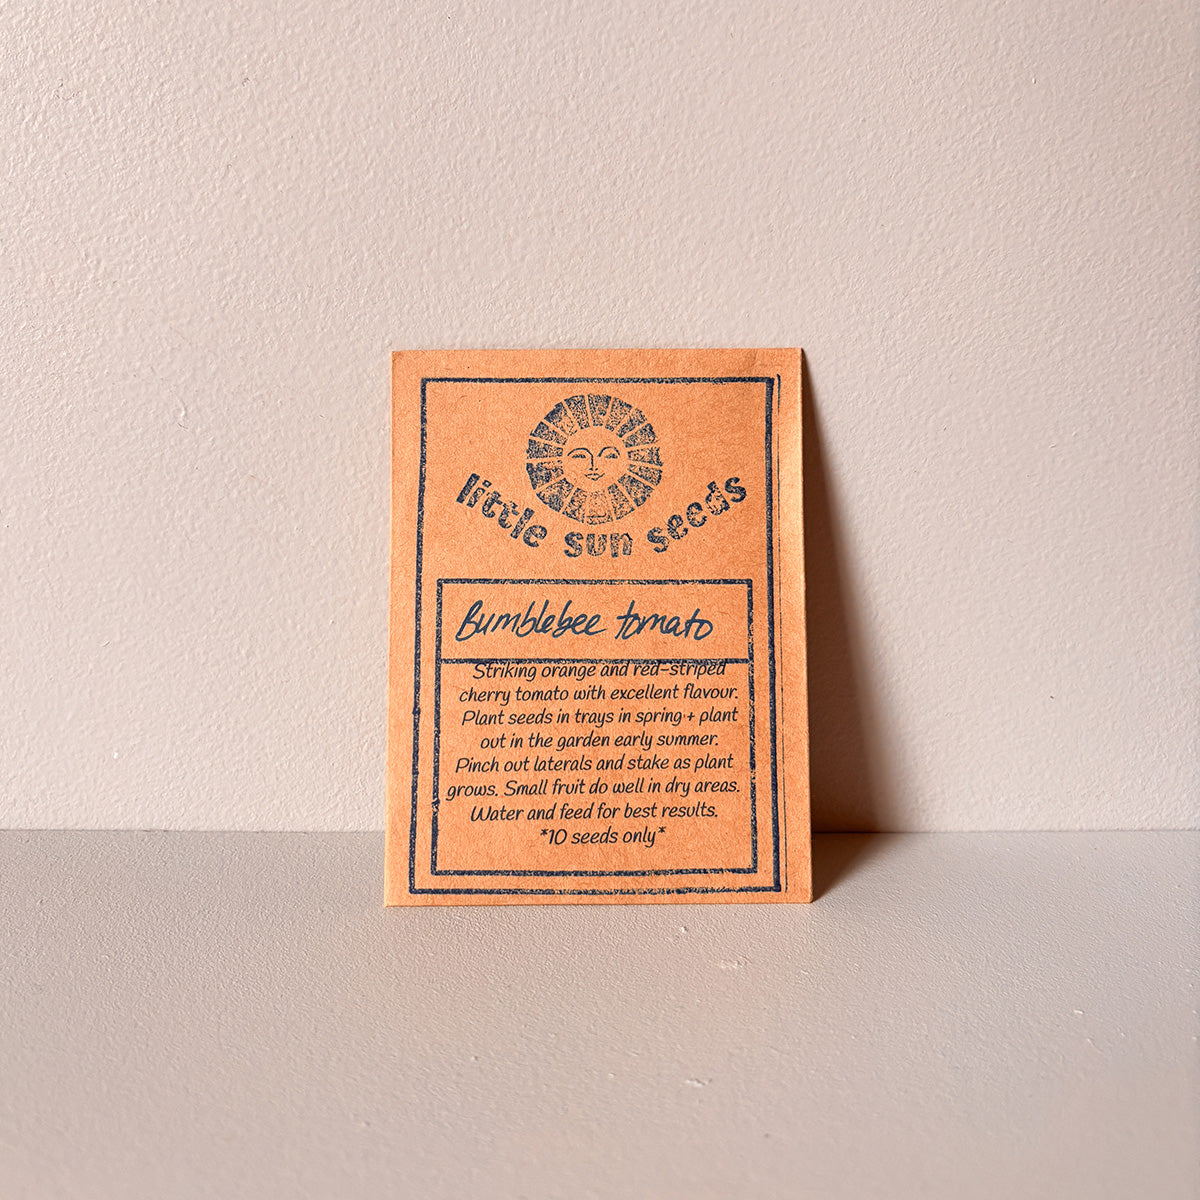 little sun seeds
Bumblebee tomato
Striking orange and red-striped
cherry tomato with excellent flavour.
Plant seeds in trays in spring + plant
out in the garden early summer.
Pinch out laterals and stake as plant
grows. Small fruit do well in dry areas.
Water and feed for best results.
*10 seeds only*